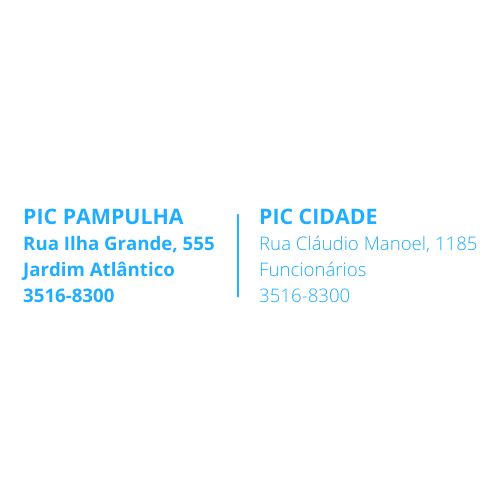 PIC PAMPULHA
Rua Ilha Grande, 555
Jardim Atlântico
3516-8300
PIC CIDADE
Rua Cláudio Manoel, 1185
Funcionários
3516-8300